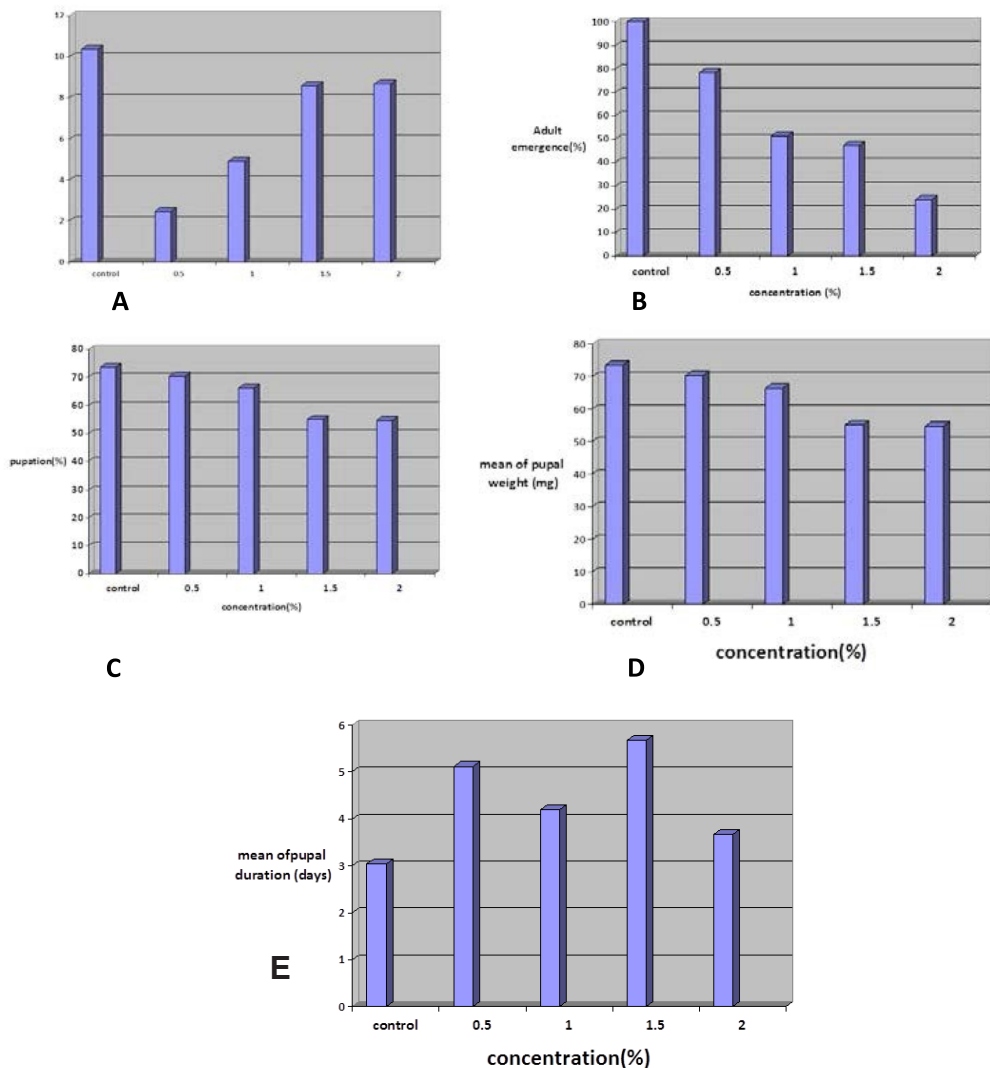 12
10
8
6
4
2
0
control 0.5 1 1.5 2
A
100
90
80
70
60
50
40
30
20
10
0
Adult
emergence(%)
control 0.5 1 1.5 2
concentration (%)
B
80
70
60
50
40
30
20
10
0
pupation(%)
control 0.5 1 1.5 2
concentration(%)
C
80
70
60
50
40
30
20
10
0
mean of pupal
weight (mg)
control 0.5 1 1.5 2
concentration(%)
D
6
5
4
3
2
1
0
mean ofpupal
duration (days)
E
control 0.5 1 1.5 2
concentration(%)